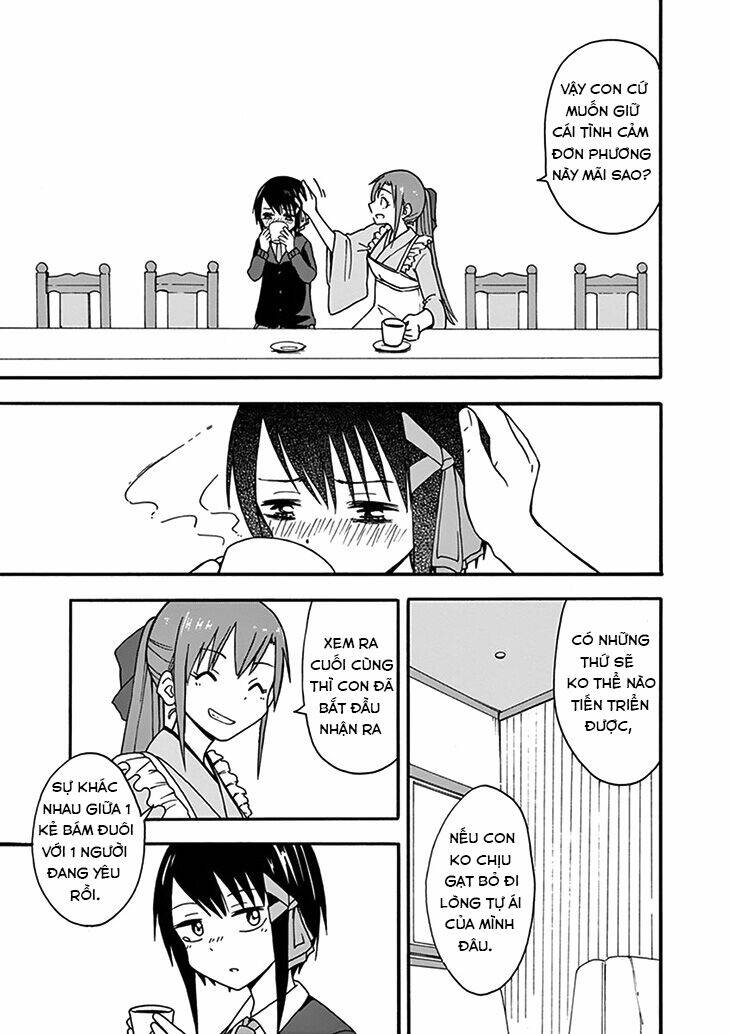 VẬY CON CỨ
MUỐN GIỮ
CÁI TÌNH CẢM
ĐƠN PHƯƠNG
NÀY MÃI SAO?
CÓ NHỮNG
THỨ SẼ
KO THỂ NÀO
TIẾN TRIỂN
ĐƯỢC,
NẾU CON
KO CHỊU
GẠT BỎ ĐI
LÒNG TỰ ÁI
CỦA MÌNH
ĐÂU.
XEM RA
CUỐI CÙNG
THÌ CON ĐÃ
BẮT ĐẦU
NHẬN RA
SỰ KHÁC
NHAU GIỮA 1
KẺ BÁM ĐUÔI
VỚI 1 NGƯỜI
ĐANG YÊU
RỒI.